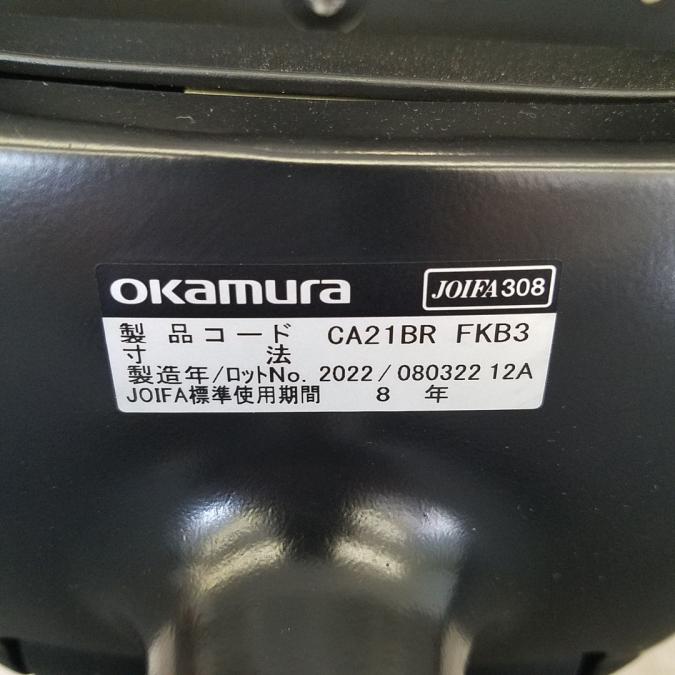 okamura
JOIFA308
製品コード CA21BR FKB3
寸法
製造年/ロットNo. 2022/080322 12A
JOIFA標準使用期間 8 年